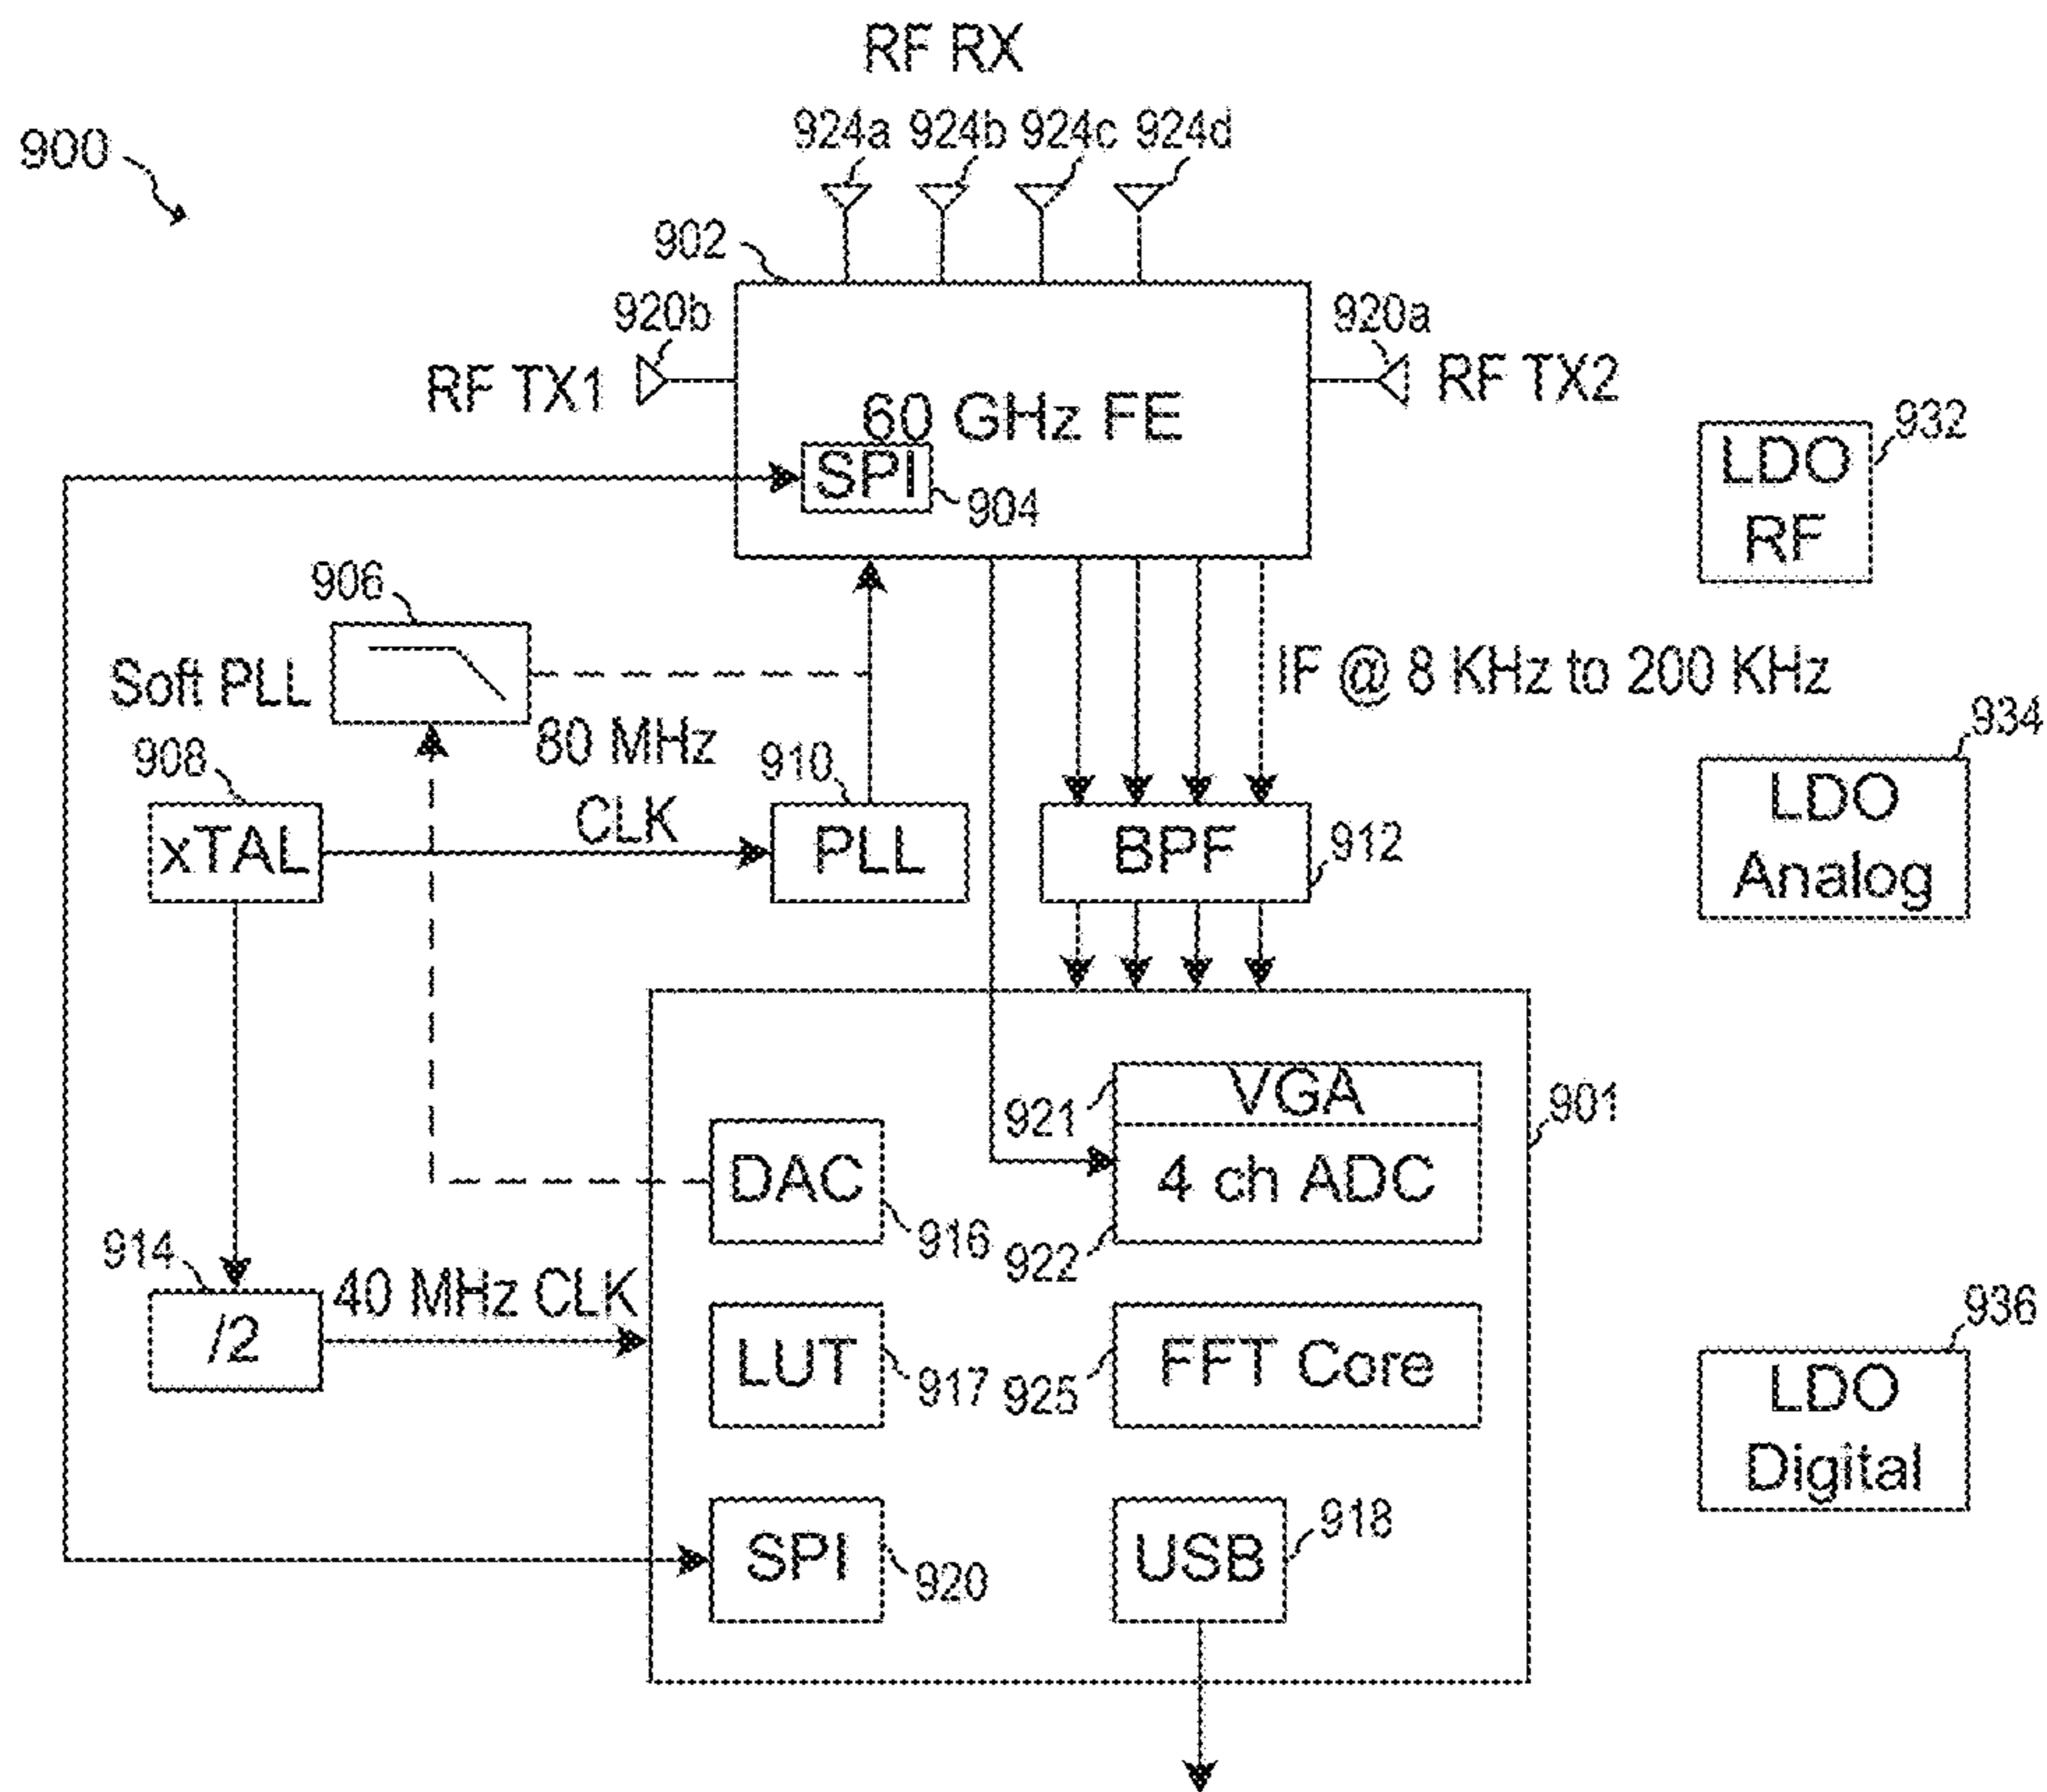 RF RX
900
924a 924b 924c 924d
902
920b
920a
RF TX1
RF TX2
60 GHz FE
SPI
904
932
LDO
RF
906
Soft PLL
IF @ 8 KHz to 200 KHz
80 MHz
CLK
908
xTAL
910
PLL
BPF
912
934
LDO
Analog
921
VGA
901
DAC
916
4 ch ADC
922
914
/2
40 MHz CLK
LUT
917
925
FFT Core
936
LDO
Digital
SPI
920
USB
918